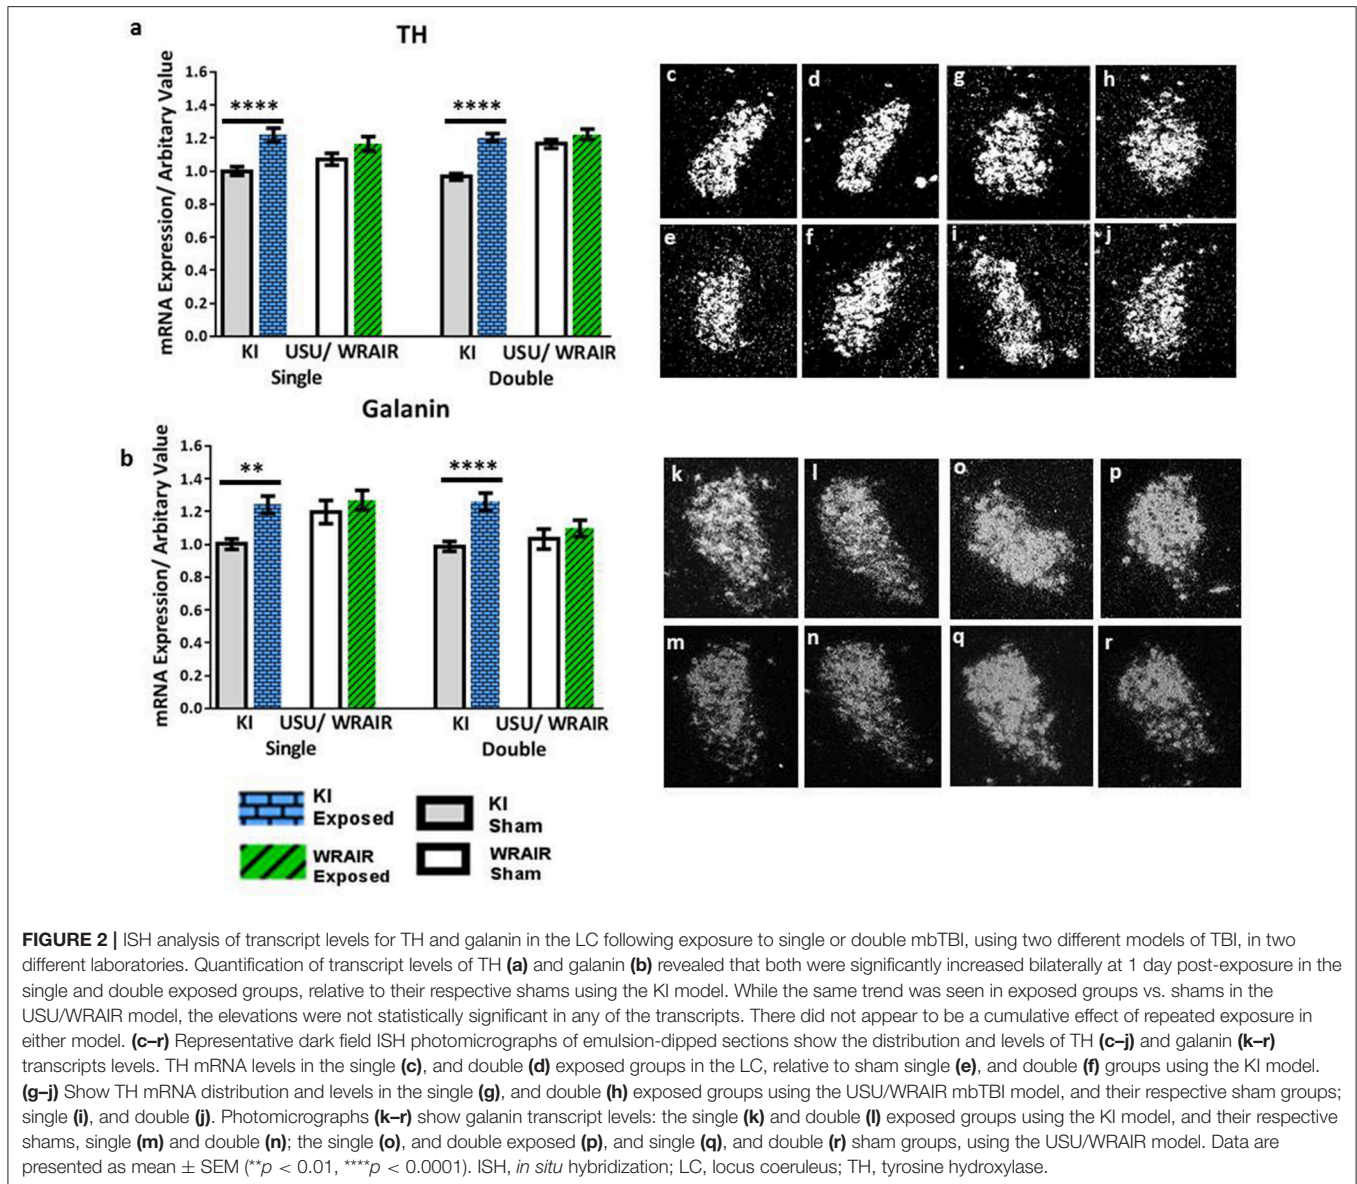 a
TH
mRNA Expression/ Arbitary Value
1.6
1.4
1.2
1.0
0.8
0.6
0.4
0.2
0.0
****
****
KI USU/ WRAIR KI USU/ WRAIR
Single Double
c d g h
e f i j
Galanin
b
mRNA Expression/ Arbitary Value
1.6
1.4
1.2
1.0
0.8
0.6
0.4
0.2
0.0
**
****
KI USU/ WRAIR KI USU/ WRAIR
Single Double
k l o p
m n q r
KI
Exposed
KI
Sham
WRAIR
Exposed
WRAIR
Sham
FIGURE 2 | ISH analysis of transcript levels for TH and galanin in the LC following exposure to single or double mbTBI, using two different models of TBI, in two
different laboratories. Quantification of transcript levels of TH (a) and galanin (b) revealed that both were significantly increased bilaterally at 1 day post-exposure in the
single and double exposed groups, relative to their respective shams using the KI model. While the same trend was seen in exposed groups vs. shams in the
USU/WRAIR model, the elevations were not statistically significant in any of the transcripts. There did not appear to be a cumulative effect of repeated exposure in
either model. (c–r) Representative dark field ISH photomicrographs of emulsion-dipped sections show the distribution and levels of TH (c–j) and galanin (k–r)
transcripts levels. TH mRNA levels in the single (c), and double (d) exposed groups in the LC, relative to sham single (e), and double (f) groups using the KI model.
(g–j) Show TH mRNA distribution and levels in the single (g), and double (h) exposed groups using the USU/WRAIR mbTBI model, and their respective sham groups;
single (i), and double (j). Photomicrographs (k–r) show galanin transcript levels: the single (k) and double (l) exposed groups using the KI model, and their respective
shams, single (m) and double (n); the single (o), and double exposed (p), and single (q), and double (r) sham groups, using the USU/WRAIR model. Data are
presented as mean ± SEM (**p < 0.01, ****p < 0.0001). ISH, in situ hybridization; LC, locus coeruleus; TH, tyrosine hydroxylase.